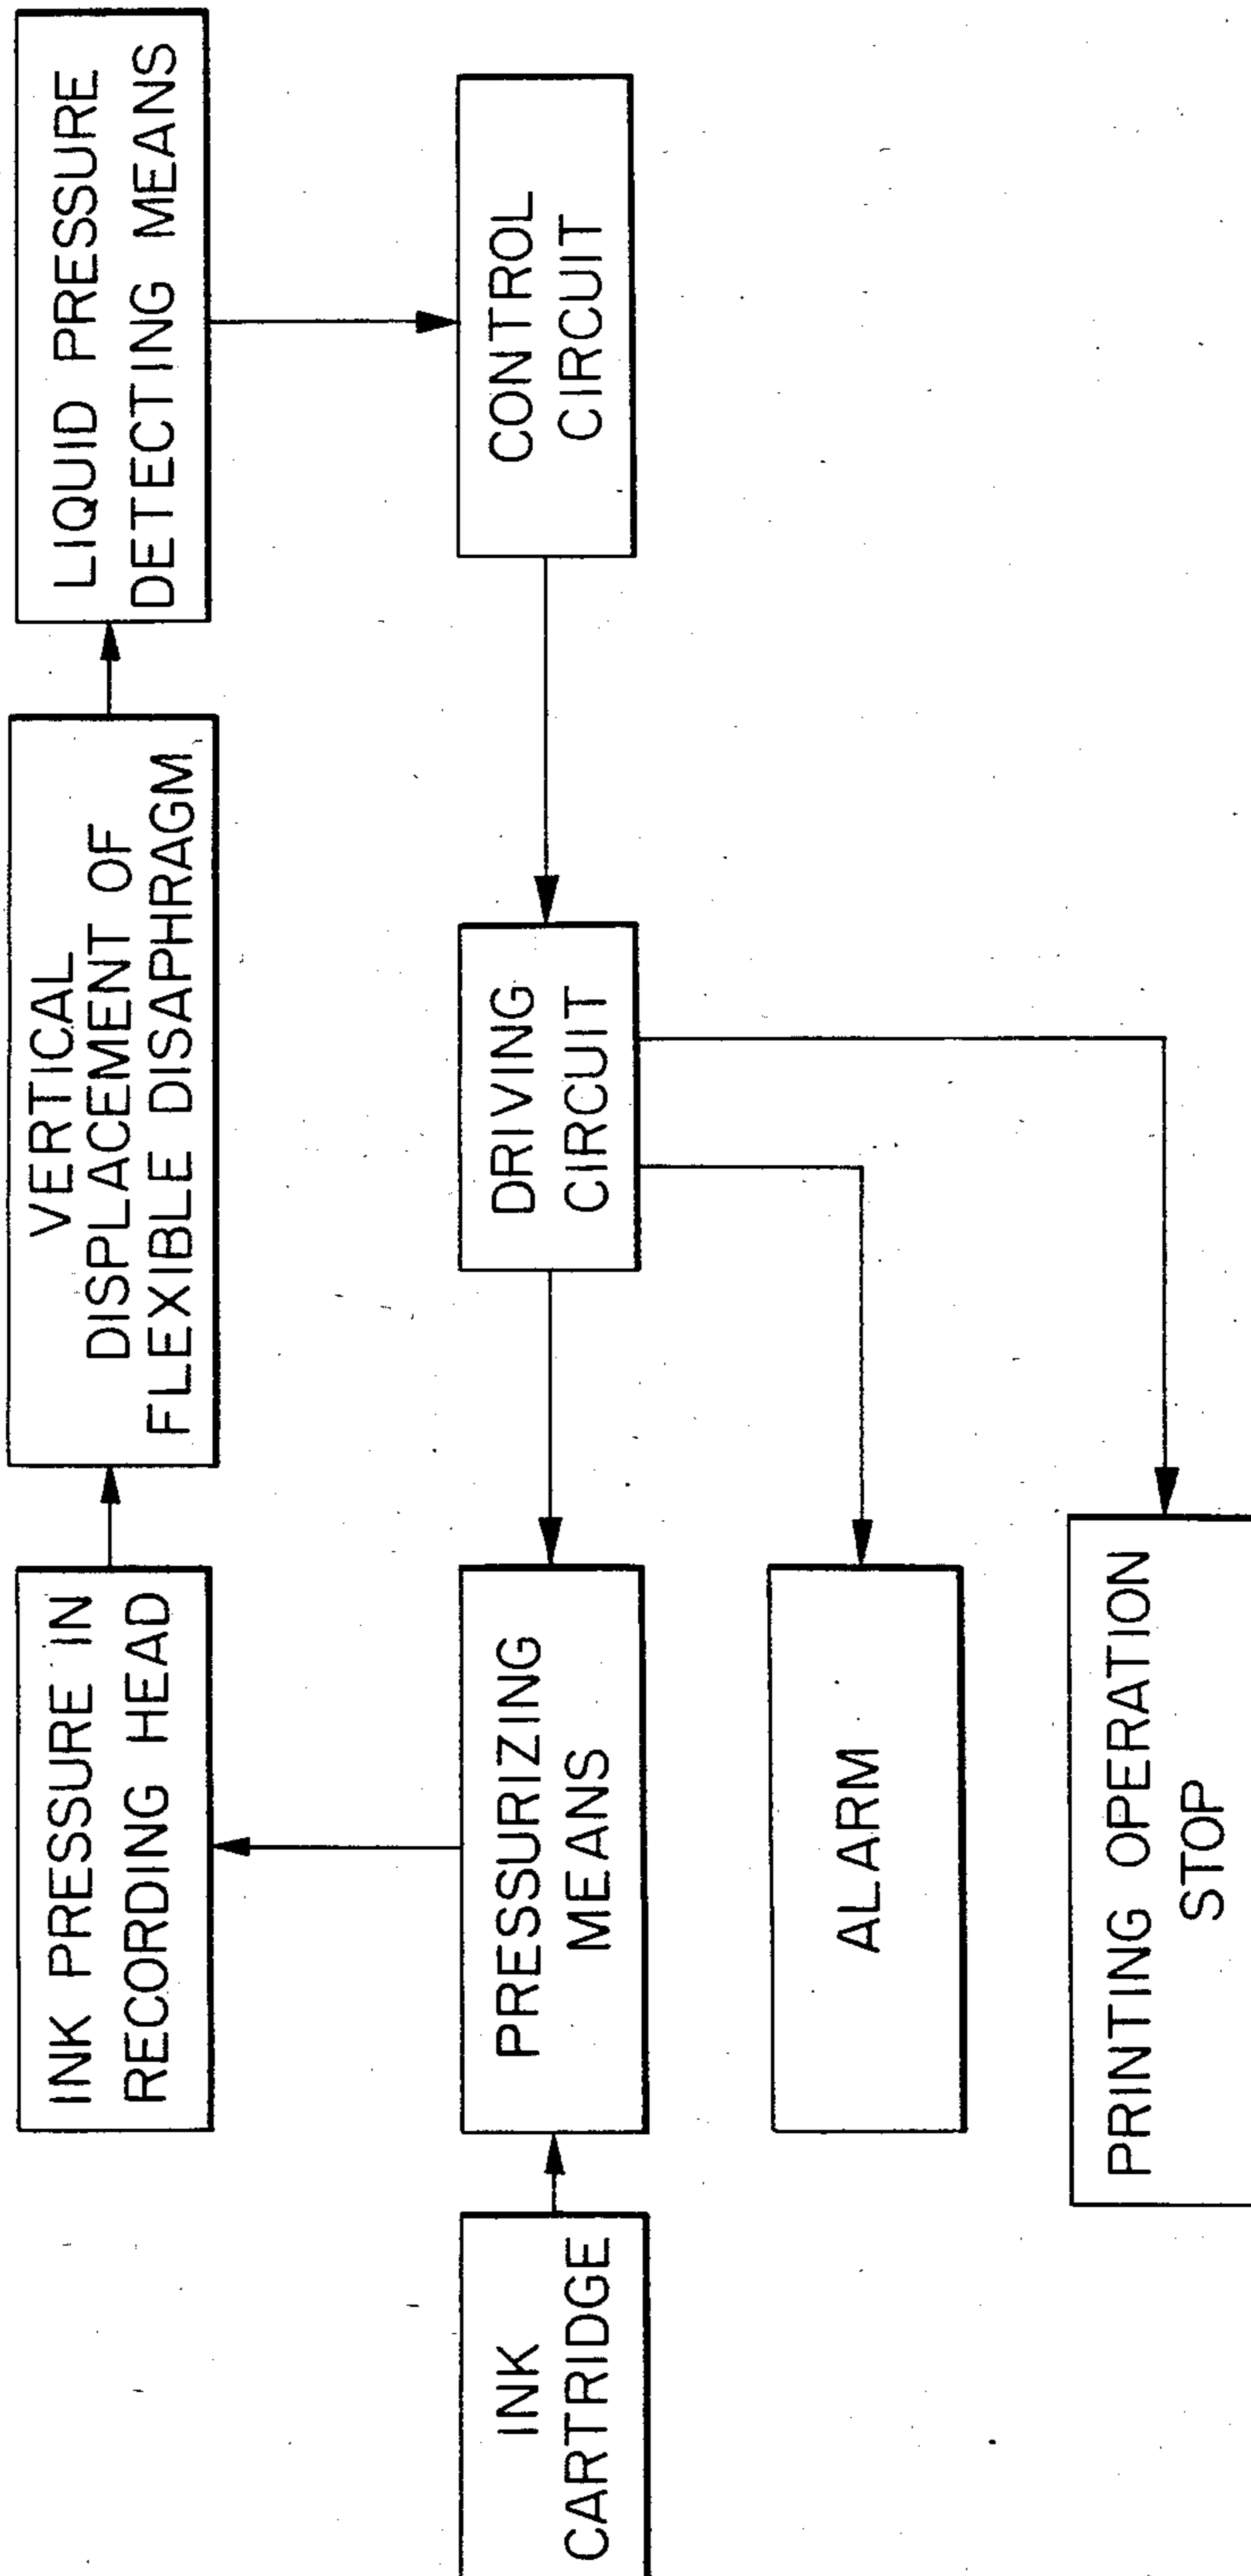 INK PRESSURE IN
RECORDING HEAD
VERTICAL
DISPLACEMENT OF
FLEXIBLE DISAPHRAGM
LIQUID PRESSURE
DETECTING MEANS
INK
CARTRIDGE
PRESSURIZING
MEANS
DRIVING
CIRCUIT
CONTROL
CIRCUIT
ALARM
PRINTING OPERATION
STOP